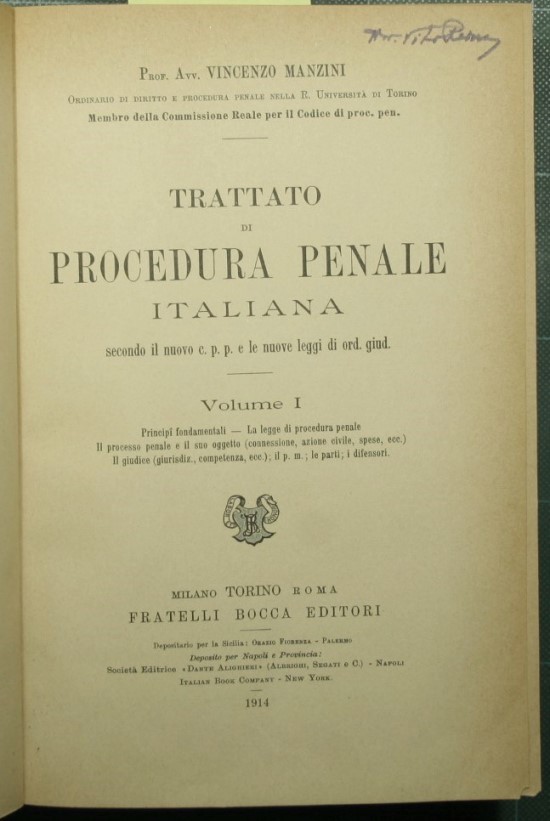 Avv. Vito
Prof. Avv. VINCENZO MANZINI
Ordinario di diritto e procedura penale nella R. Università di Torino
Membro della Commissione Reale per il Codice di proc. pen.
TRATTATO
DI
PROCEDURA PENALE
ITALIANA
secondo il nuovo c. p. p. e le nuove leggi di ord. giud.
Volume I
Principî fondamentali — La legge di procedura penale
Il processo penale e il suo oggetto (connessione, azione civile, spese, ecc.)
Il giudice (giurisdiz., competenza, ecc.); il p. m.; le parti; i difensori.
MILANO TORINO ROMA
FRATELLI BOCCA EDITORI
Depositario per la Sicilia: Orazio Fiorenza - Palermo
Deposito per Napoli e Provincia:
Società Editrice «Dante Alighieri» (Albrighi, Segati e C.) - Napoli
Italian Book Company - New York.
1914